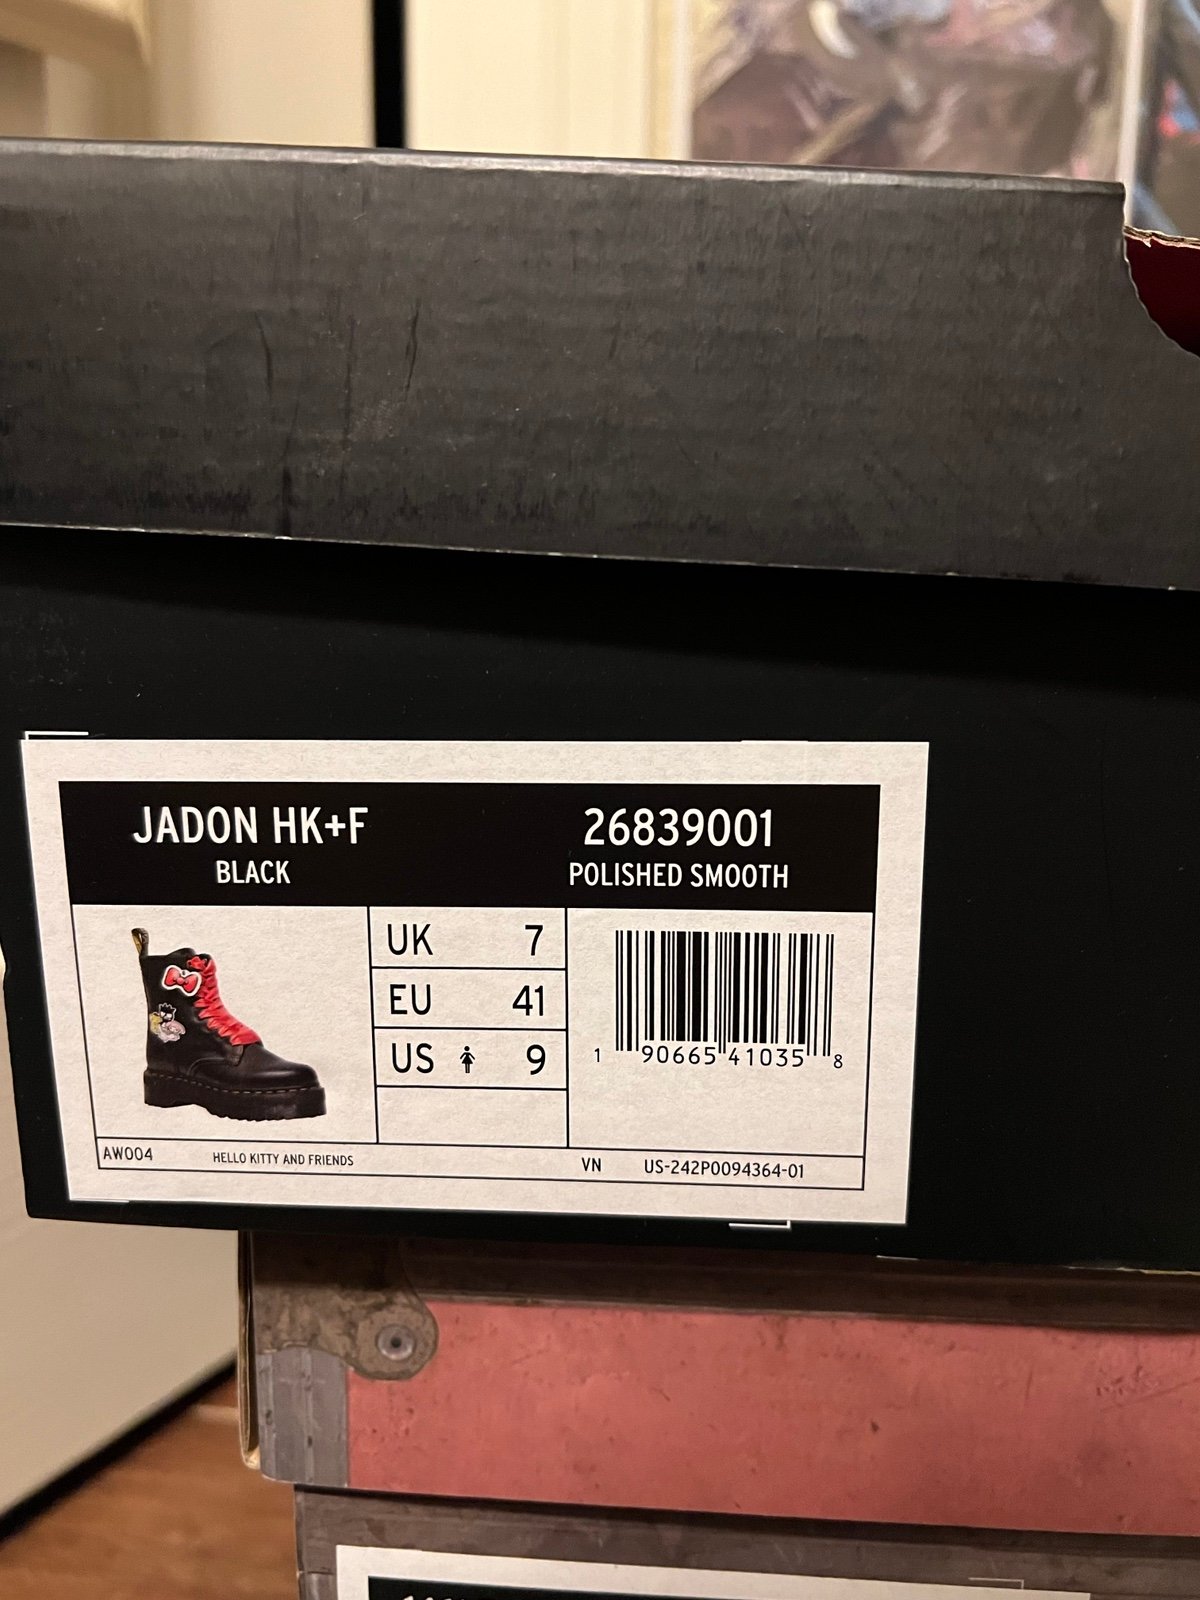 JADON HK+F
BLACK
26839001
POLISHED SMOOTH
UK 7
EU 41
US 9
1 90665 41035 8
AW004
HELLO KITTY AND FRIENDS
VN
US-242P0094364-01